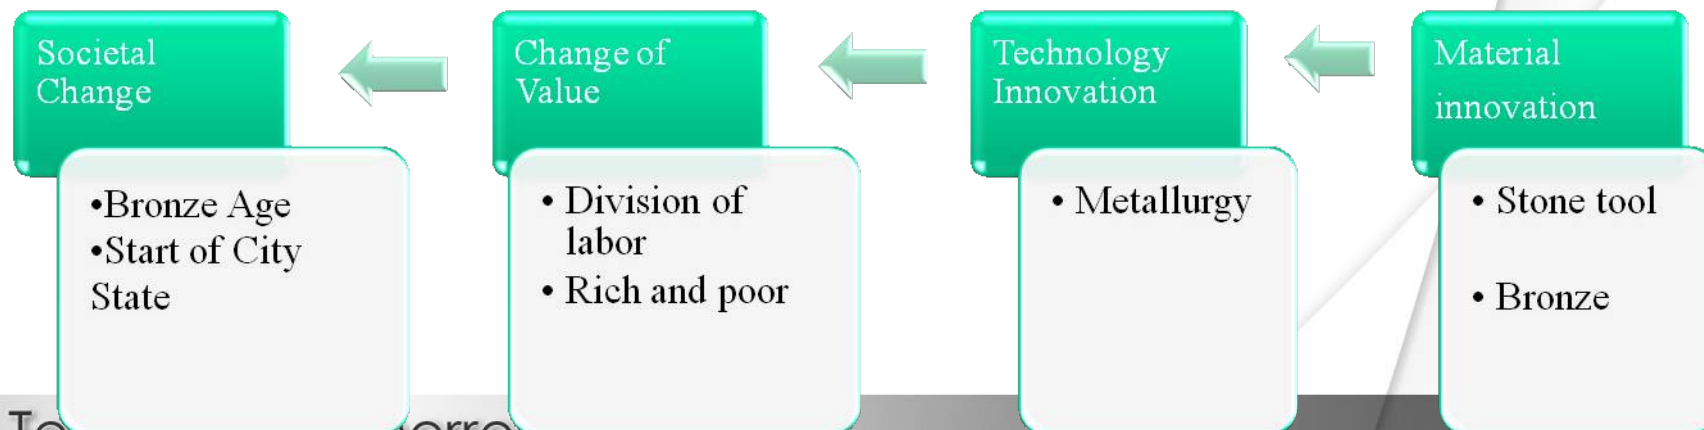 Societal
Change
•Bronze Age
•Start of City
State
Change of
Value
• Division of
labor
• Rich and poor
Technology
Innovation
• Metallurgy
Material
innovation
• Stone tool
• Bronze